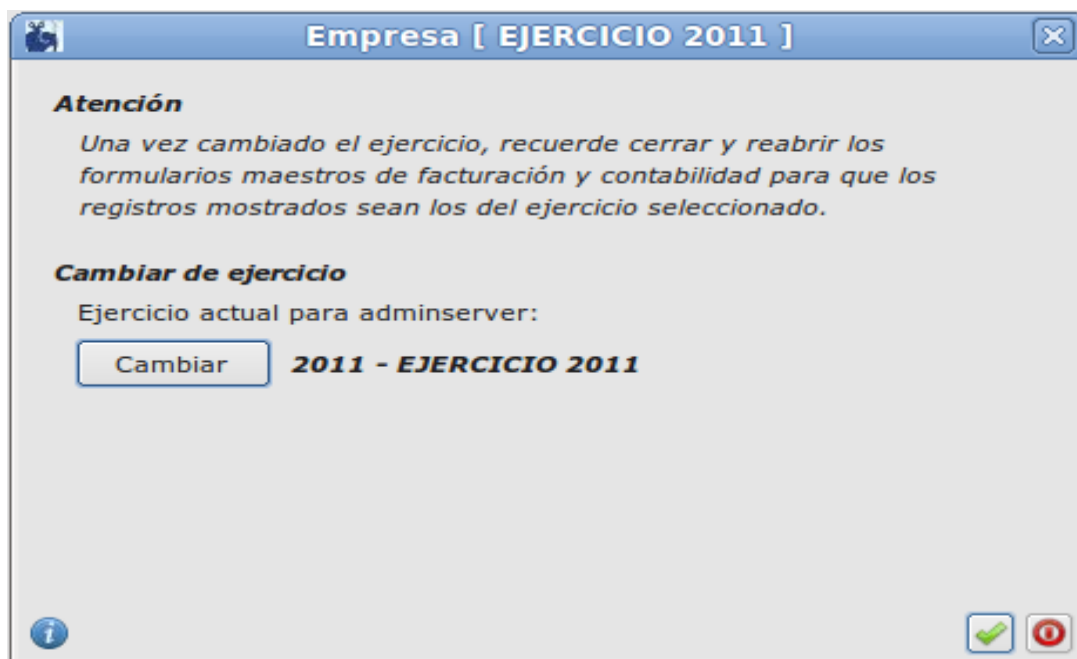 Empresa [ EJERCICIO 2011 ]
Atención
Una vez cambiado el ejercicio, recuerde cerrar y reabrir los
formularios maestros de facturación y contabilidad para que los
registros mostrados sean los del ejercicio seleccionado.
Cambiar de ejercicio
Ejercicio actual para adminserver:
Cambiar 2011 - EJERCICIO 2011